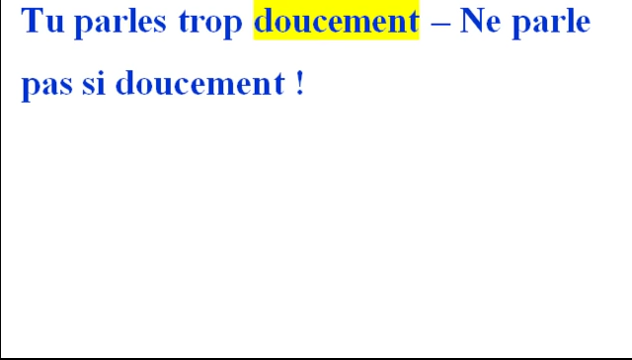 Tu parles trop doucement – Ne parle
pas si doucement !